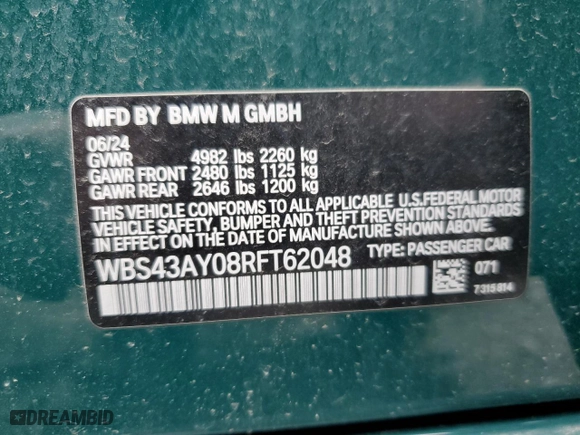 MFD BY BMW M GMBH
06/24
GVWR 4982 lbs 2260 kg
GAWR FRONT 2480 lbs 1125 kg
GAWR REAR 2646 lbs 1200 kg
THIS VEHICLE CONFORMS TO ALL APPLICABLE U.S.FEDERAL MOTOR
VEHICLE SAFETY, BUMPER AND THEFT PREVENTION STANDARDS
IN EFFECT ON THE DATE OF MANUFACTURE SHOWN ABOVE.
WBS43AY08RFT62048 TYPE: PASSENGER CAR
071
7315814
DREAMBID